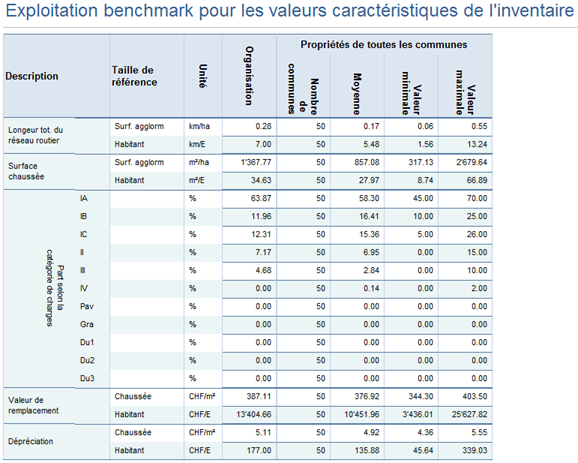 Exploitation benchmark pour les valeurs caractéristiques de l'inventaire
Description Taille de référence Unité Organisation Propriétés de toutes les communes
Nombre de communes Moyenne Valeur minimale Valeur maximale
Longeur tot. du réseau routier Surf. agglorm km/ha 0.28 50 0.17 0.06 0.55
Habitant km/E 7.00 50 5.48 1.56 13.24
Surface chaussée Surf. agglorm m²/ha 1'367.77 50 857.08 317.13 2'679.64
Habitant m²/E 34.63 50 27.97 8.74 66.89
Part selon la catégorie de charges
IA % 63.87 50 58.30 45.00 70.00
IB % 11.96 50 16.41 10.00 25.00
IC % 12.31 50 15.36 5.00 26.00
II % 7.17 50 6.95 0.00 15.00
III % 4.68 50 2.84 0.00 10.00
IV % 0.00 50 0.14 0.00 2.00
Pav % 0.00 50 0.00 0.00 0.00
Gra % 0.00 50 0.00 0.00 0.00
Du1 % 0.00 50 0.00 0.00 0.00
Du2 % 0.00 50 0.00 0.00 0.00
Du3 % 0.00 50 0.00 0.00 0.00
Valeur de remplacement Chaussée CHF/m² 387.11 50 376.92 344.30 403.50
Habitant CHF/E 13'404.66 50 10'451.96 3'436.01 25'627.82
Dépréciation Chaussée CHF/m² 5.11 50 4.92 4.36 5.55
Habitant CHF/E 177.00 50 135.88 45.64 339.03